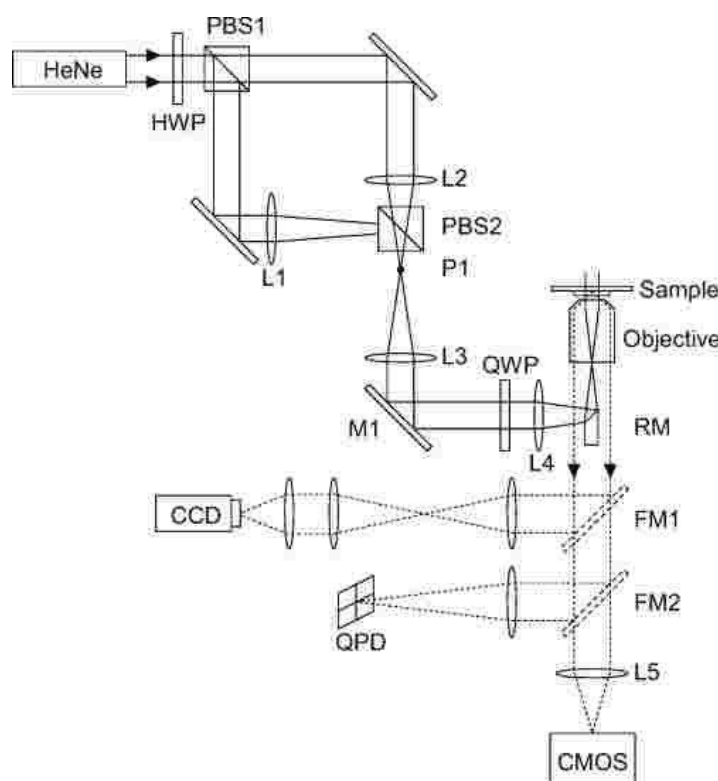 PBS1
HeNe
HWP
L2
PBS2
L1
P1
Sample
Objective
L3
QWP
M1
L4
RM
CCD
FM1
FM2
QPD
L5
CMOS